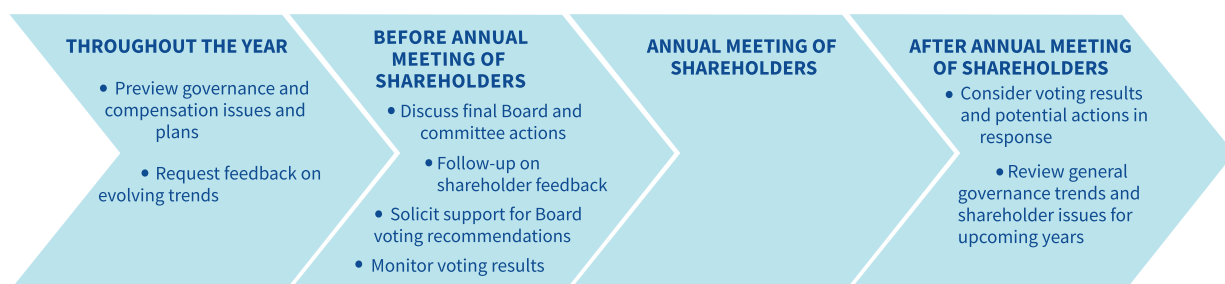 THROUGHOUT THE YEAR
• Preview governance and
compensation issues and
plans
• Request feedback on
evolving trends
BEFORE ANNUAL
MEETING OF
SHAREHOLDERS
• Discuss final Board and
committee actions
• Follow-up on
shareholder feedback
• Solicit support for Board
voting recommendations
• Monitor voting results
ANNUAL MEETING OF
SHAREHOLDERS
AFTER ANNUAL MEETING
OF SHAREHOLDERS
• Consider voting results
and potential actions in
response
• Review general
governance trends and
shareholder issues for
upcoming years